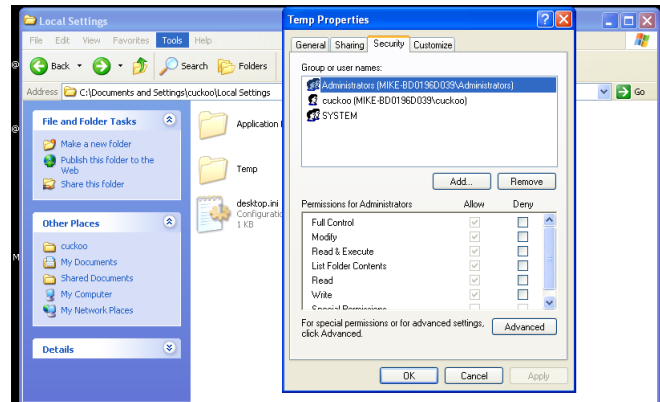 Local Settings
File Edit View Favorites Tools Help
Back Search Folders
Address C:\Documents and Settings\cuckoo\Local Settings
Go
File and Folder Tasks
Make a new folder
Publish this folder to the
Web
Share this folder
Other Places
cuckoo
My Documents
Shared Documents
My Computer
My Network Places
Details
Application
Temp
desktop.ini
1 KB
Temp Properties
General Sharing Security Customize
Group or user names:
Administrators (MIKE-BD0196D039\Administrators)
cuckoo (MIKE-BD0196D039\cuckoo)
SYSTEM
Add... Remove
Permissions for Administrators Allow Deny
Full Control
Modify
Read & Execute
List Folder Contents
Read
Write
Special Permissions
For special permissions or for advanced settings,
click Advanced.
Advanced
OK Cancel Apply